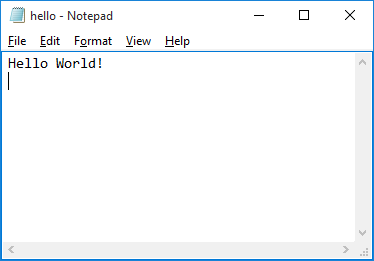 hello - Notepad
File Edit Format View Help
Hello World!